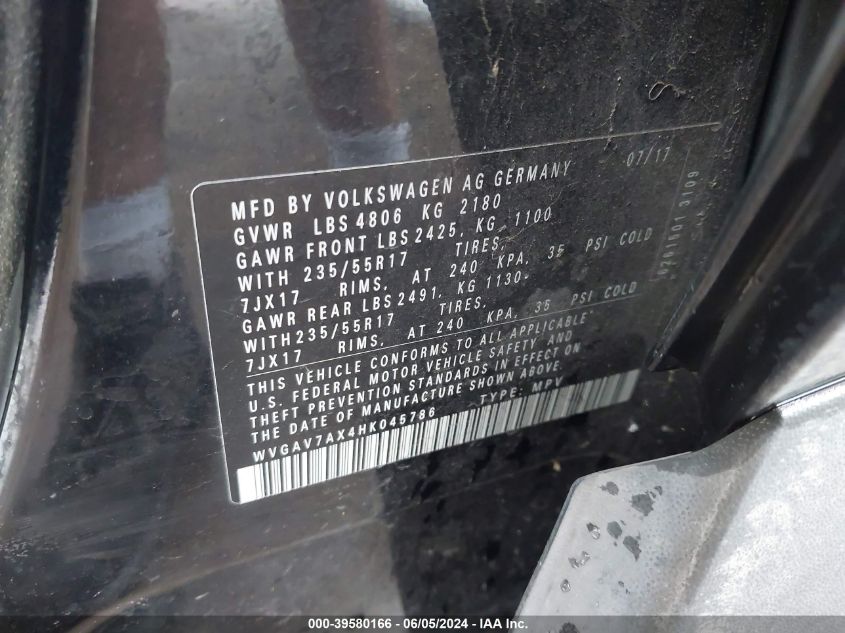 MFD BY VOLKSWAGEN AG GERMANY 07/17
GVWR LBS 4806 KG 2180
GAWR FRONT LBS 2425, KG 1100
WITH 235/55R17 TIRES,
7JX17 RIMS, AT 240 KPA, 35 PSI COLD
GAWR REAR LBS 2491, KG 1130-
WITH 235/55R17 TIRES,
7JX17 RIMS, AT 240 KPA, 35 PSI COLD
THIS VEHICLE CONFORMS TO ALL APPLICABLE
U.S. FEDERAL MOTOR VEHICLE SAFETY AND
THEFT PREVENTION STANDARDS IN EFFECT ON
THE DATE OF MANUFACTURE SHOWN ABOVE.
WVGAV7AX4HK045786 TYPE: MPV
000-39580166 - 06/05/2024 - IAA Inc.